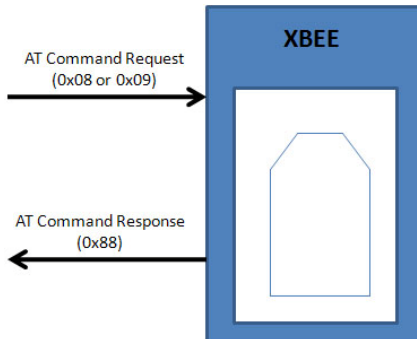 XBEE
AT Command Request
(0x08 or 0x09)
AT Command Response
(0x88)